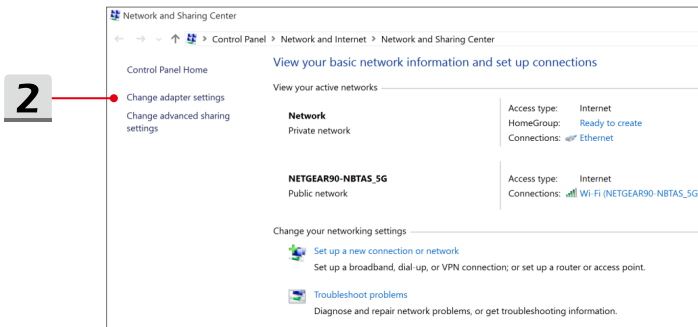 Network and Sharing Center
Control Panel > Network and Internet > Network and Sharing Center
2
Control Panel Home
Change adapter settings
Change advanced sharing
settings
View your basic network information and set up connections
View your active networks
Network
Private network
Access type: Internet
HomeGroup: Ready to create
Connections: Ethernet
NETGEAR90-NBTAS_5G
Public network
Access type: Internet
Connections: Wi-Fi (NETGEAR90-NBTAS_5G
Change your networking settings
Set up a new connection or network
Set up a broadband, dial-up, or VPN connection; or set up a router or access point.
Troubleshoot problems
Diagnose and repair network problems, or get troubleshooting information.